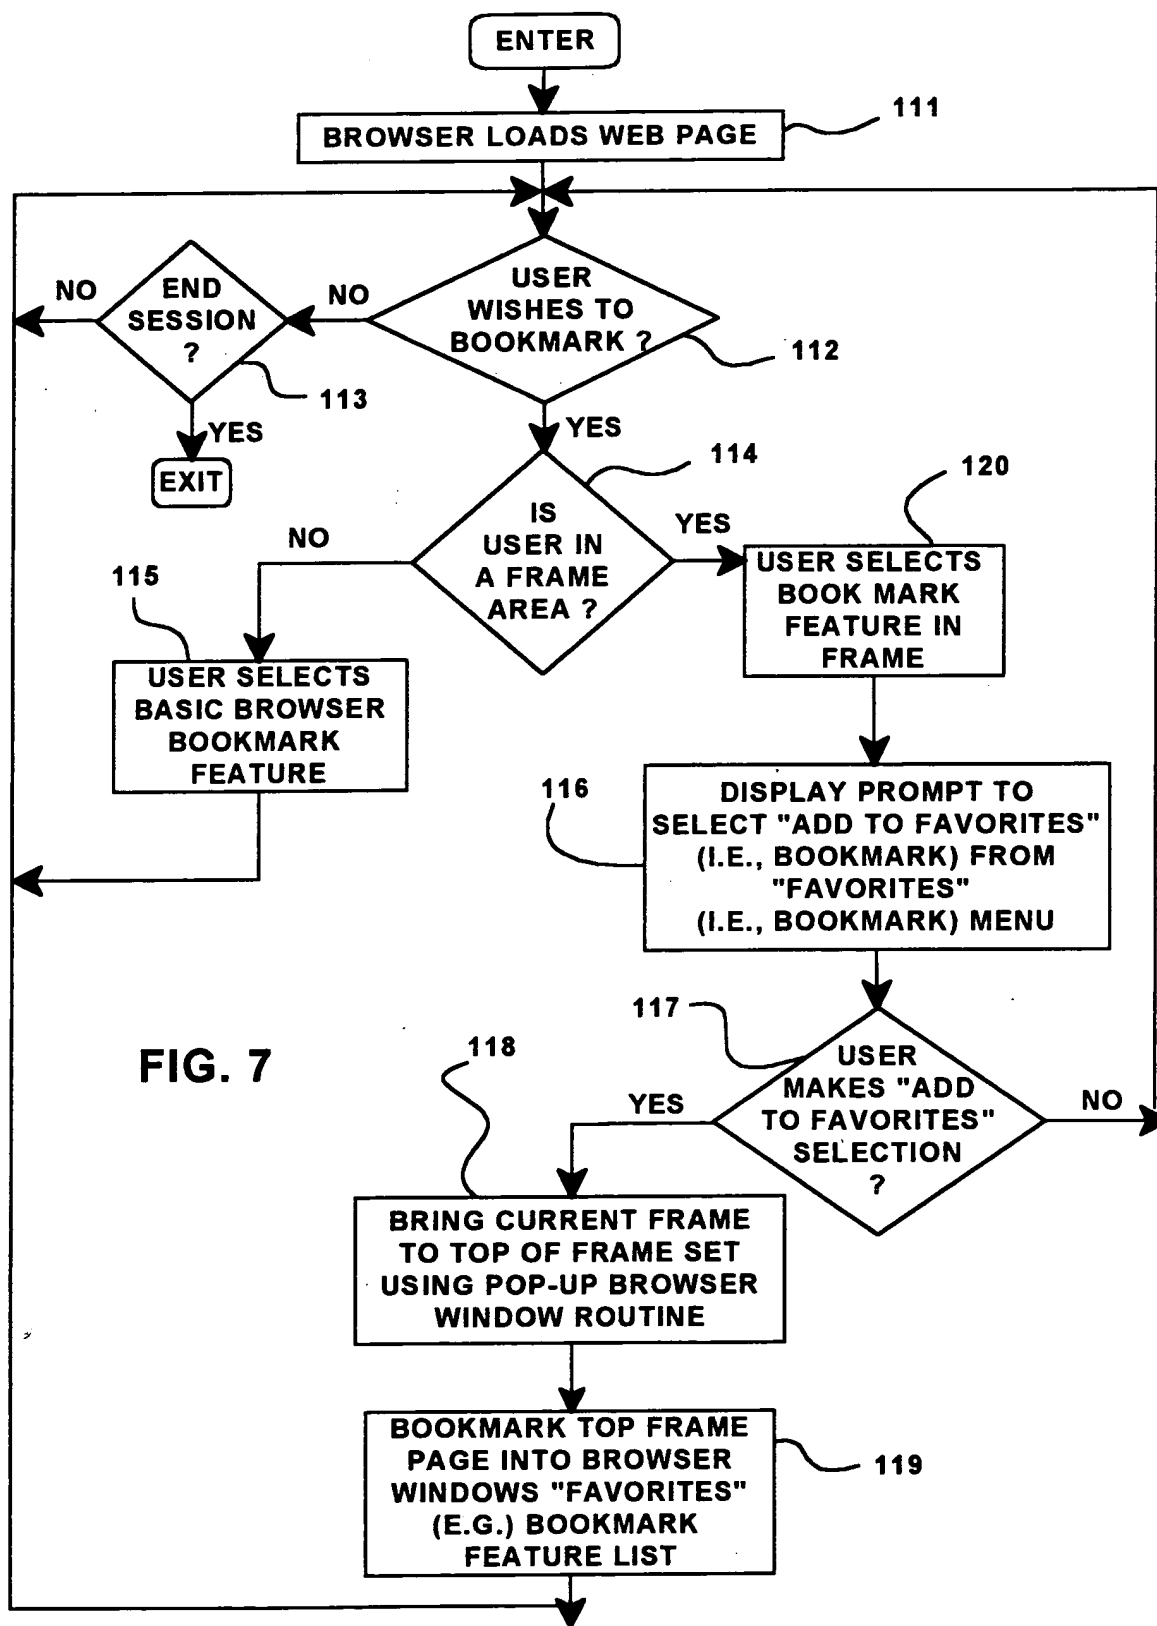 ENTER
BROWSER LOADS WEB PAGE
111
USER
WISHES TO
BOOKMARK ?
112
NO
END
SESSION
?
NO
113
YES
EXIT
YES
114
IS
USER IN
A FRAME
AREA ?
NO
YES
120
USER SELECTS
BOOK MARK
FEATURE IN
FRAME
115
USER SELECTS
BASIC BROWSER
BOOKMARK
FEATURE
116
DISPLAY PROMPT TO
SELECT "ADD TO FAVORITES"
(I.E., BOOKMARK) FROM
"FAVORITES"
(I.E., BOOKMARK) MENU
117
USER
MAKES "ADD
TO FAVORITES"
SELECTION
?
YES
NO
FIG. 7
118
BRING CURRENT FRAME
TO TOP OF FRAME SET
USING POP-UP BROWSER
WINDOW ROUTINE
BOOKMARK TOP FRAME
PAGE INTO BROWSER
WINDOWS "FAVORITES"
(E.G.) BOOKMARK
FEATURE LIST
119